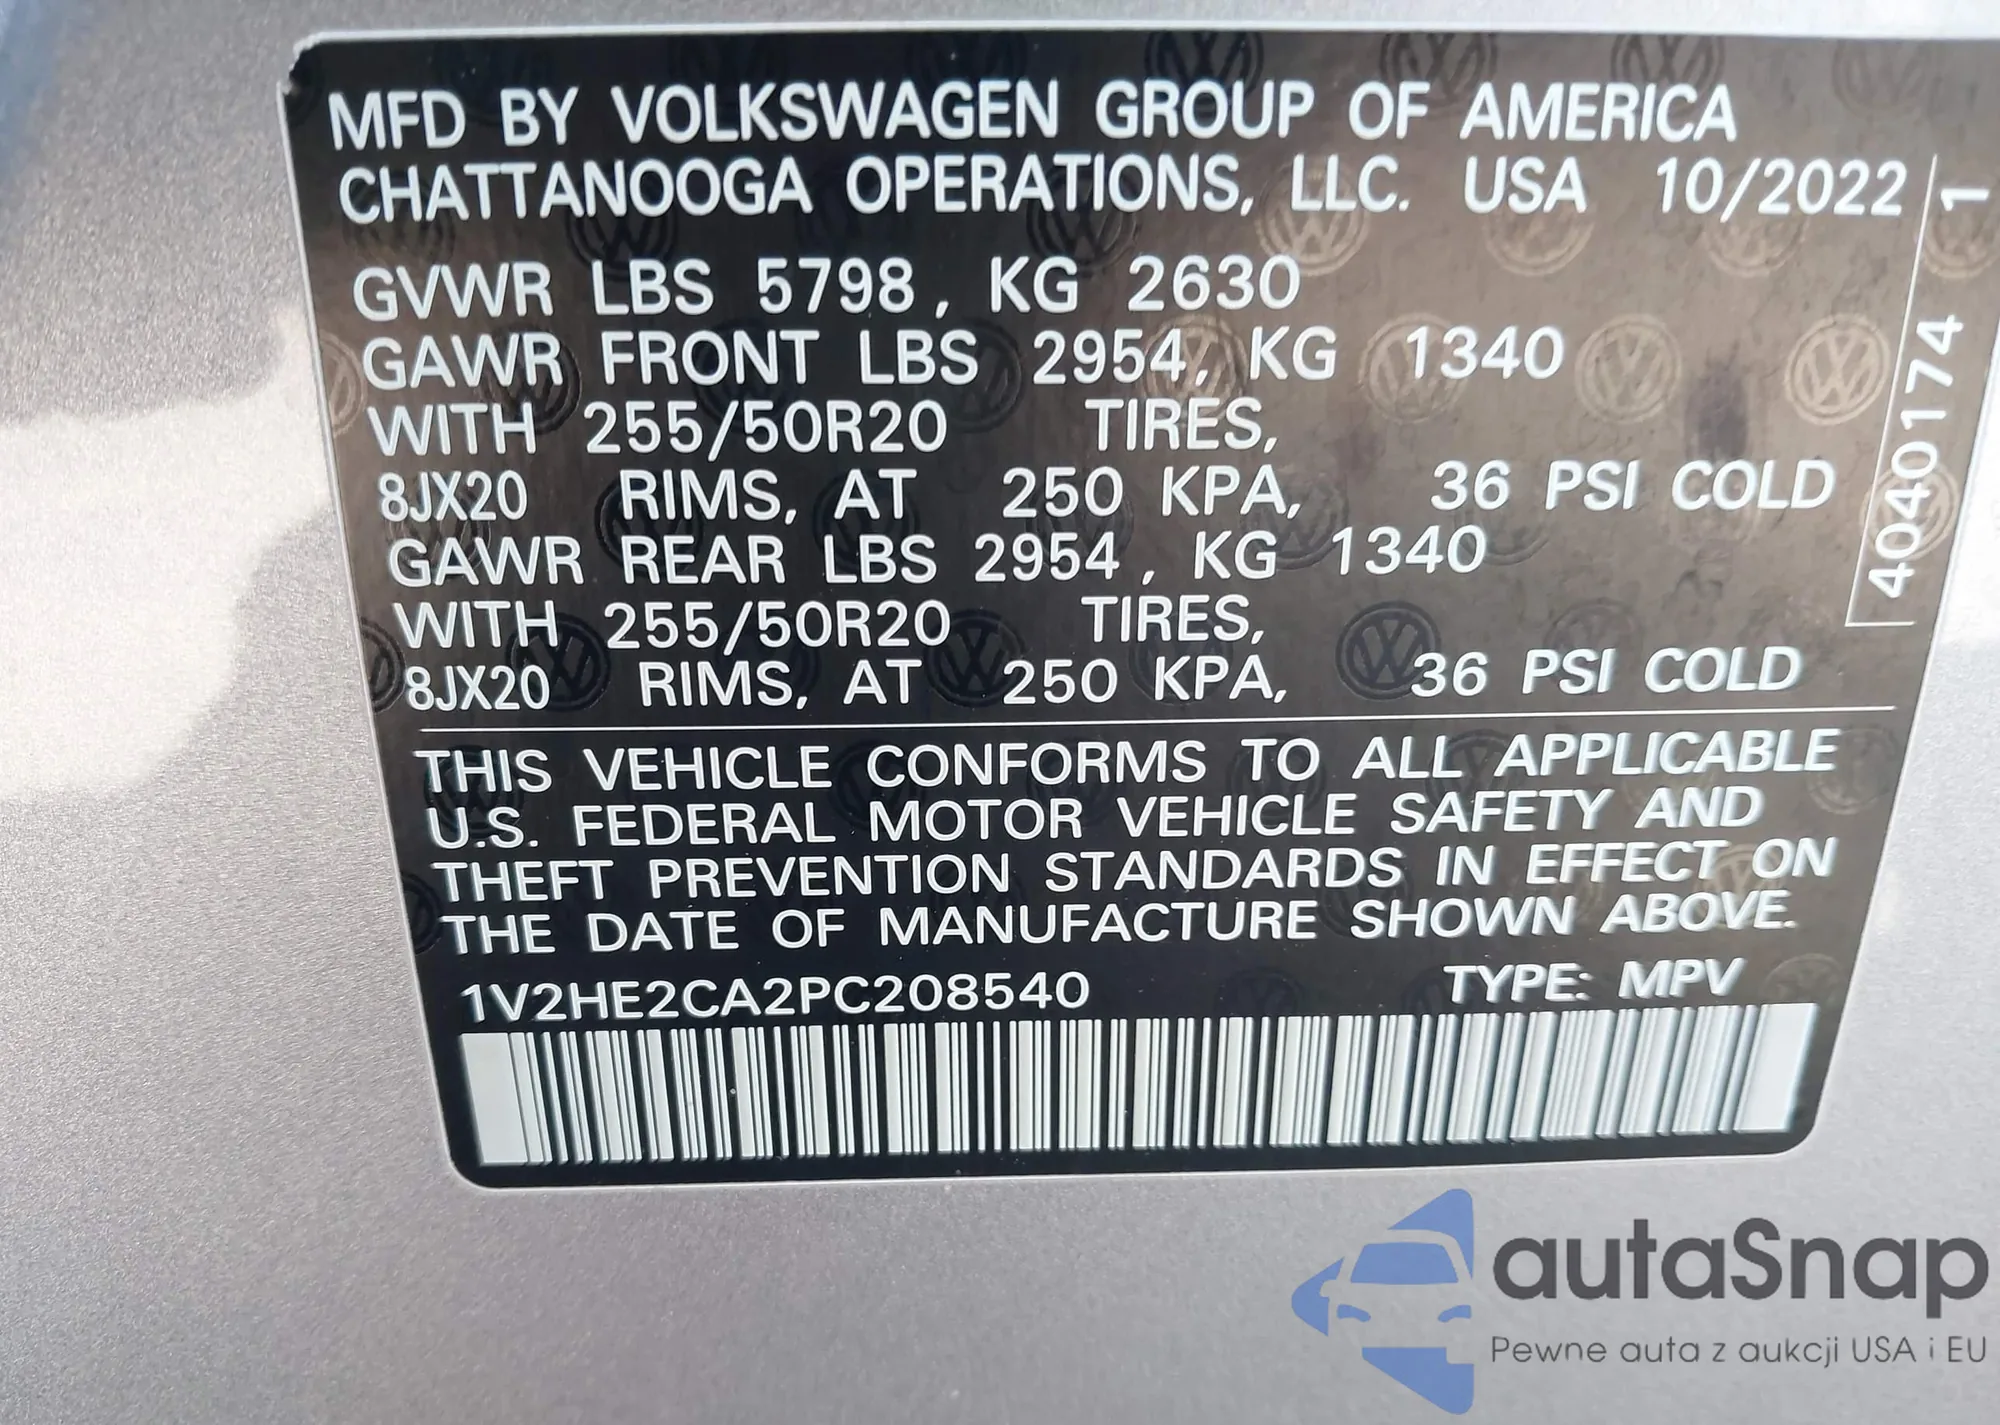 MFD BY VOLKSWAGEN GROUP OF AMERICA
CHATTANOOGA OPERATIONS, LLC. USA 10/2022
GVWR LBS 5798, KG 2630
GAWR FRONT LBS 2954, KG 1340
WITH 255/50R20 TIRES,
8JX20 RIMS, AT 250 KPA, 36 PSI COLD
GAWR REAR LBS 2954, KG 1340
WITH 255/50R20 TIRES,
8JX20 RIMS, AT 250 KPA, 36 PSI COLD
4040174 1
THIS VEHICLE CONFORMS TO ALL APPLICABLE
U.S. FEDERAL MOTOR VEHICLE SAFETY AND
THEFT PREVENTION STANDARDS IN EFFECT ON
THE DATE OF MANUFACTURE SHOWN ABOVE.
1V2HE2CA2PC208540 TYPE: MPV
autaSnap
Pewne auta z aukcji USA i EU